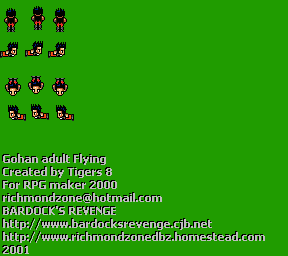 Gohan adult Flying
Created by Tigers 8
For RPG maker 2000
richmondzone@hotmail.com
BARDOCK'S REVENGE
http://www.bardocksrevenge.cjb.net
http://www.richmondzonedbz.homestead.com
2001